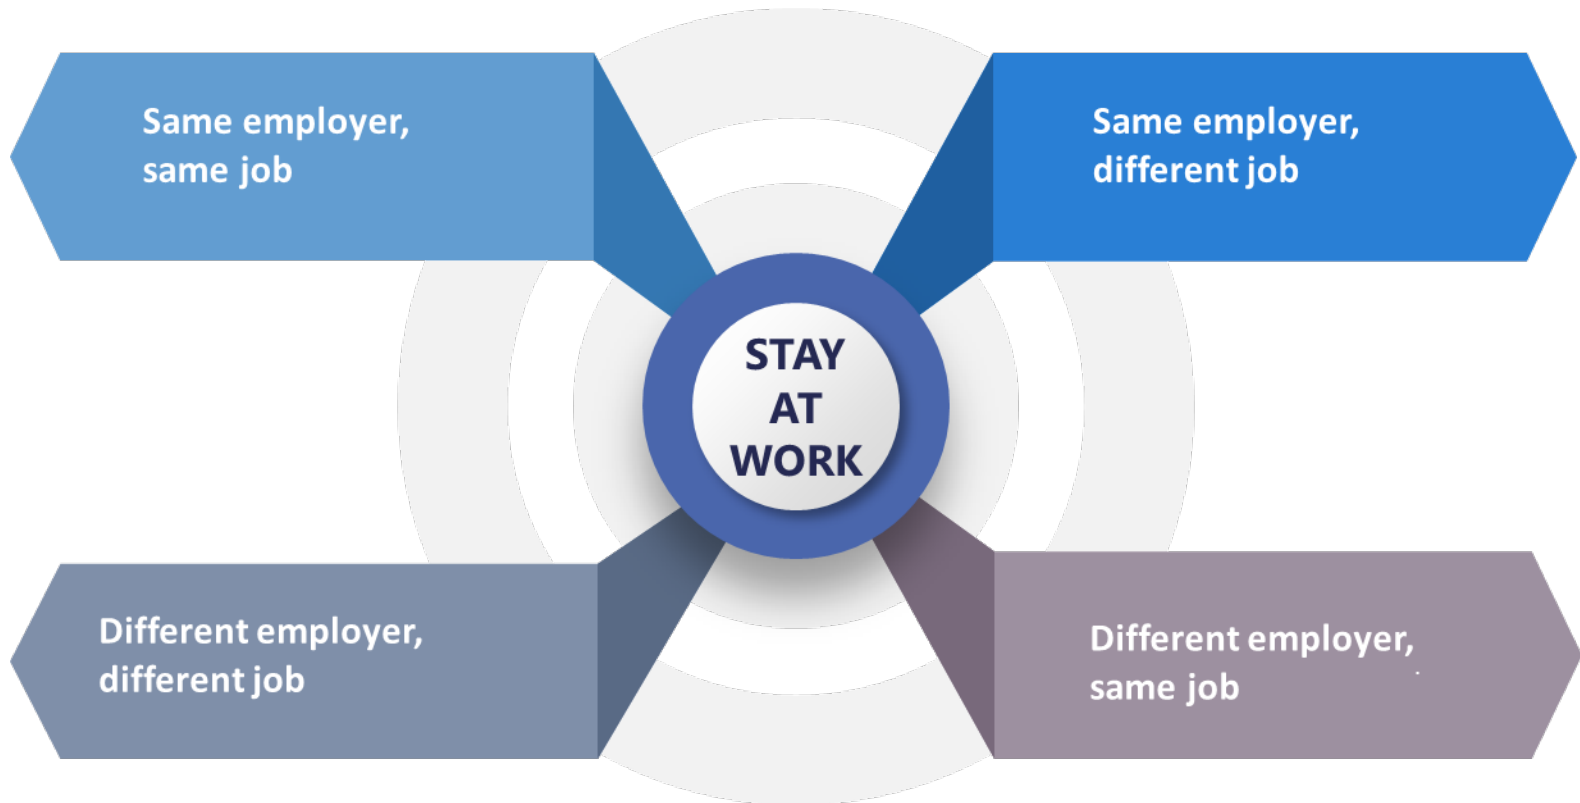 Same employer,
same job
Same employer,
different job
STAY
AT
WORK
Different employer,
different job
Different employer,
same job